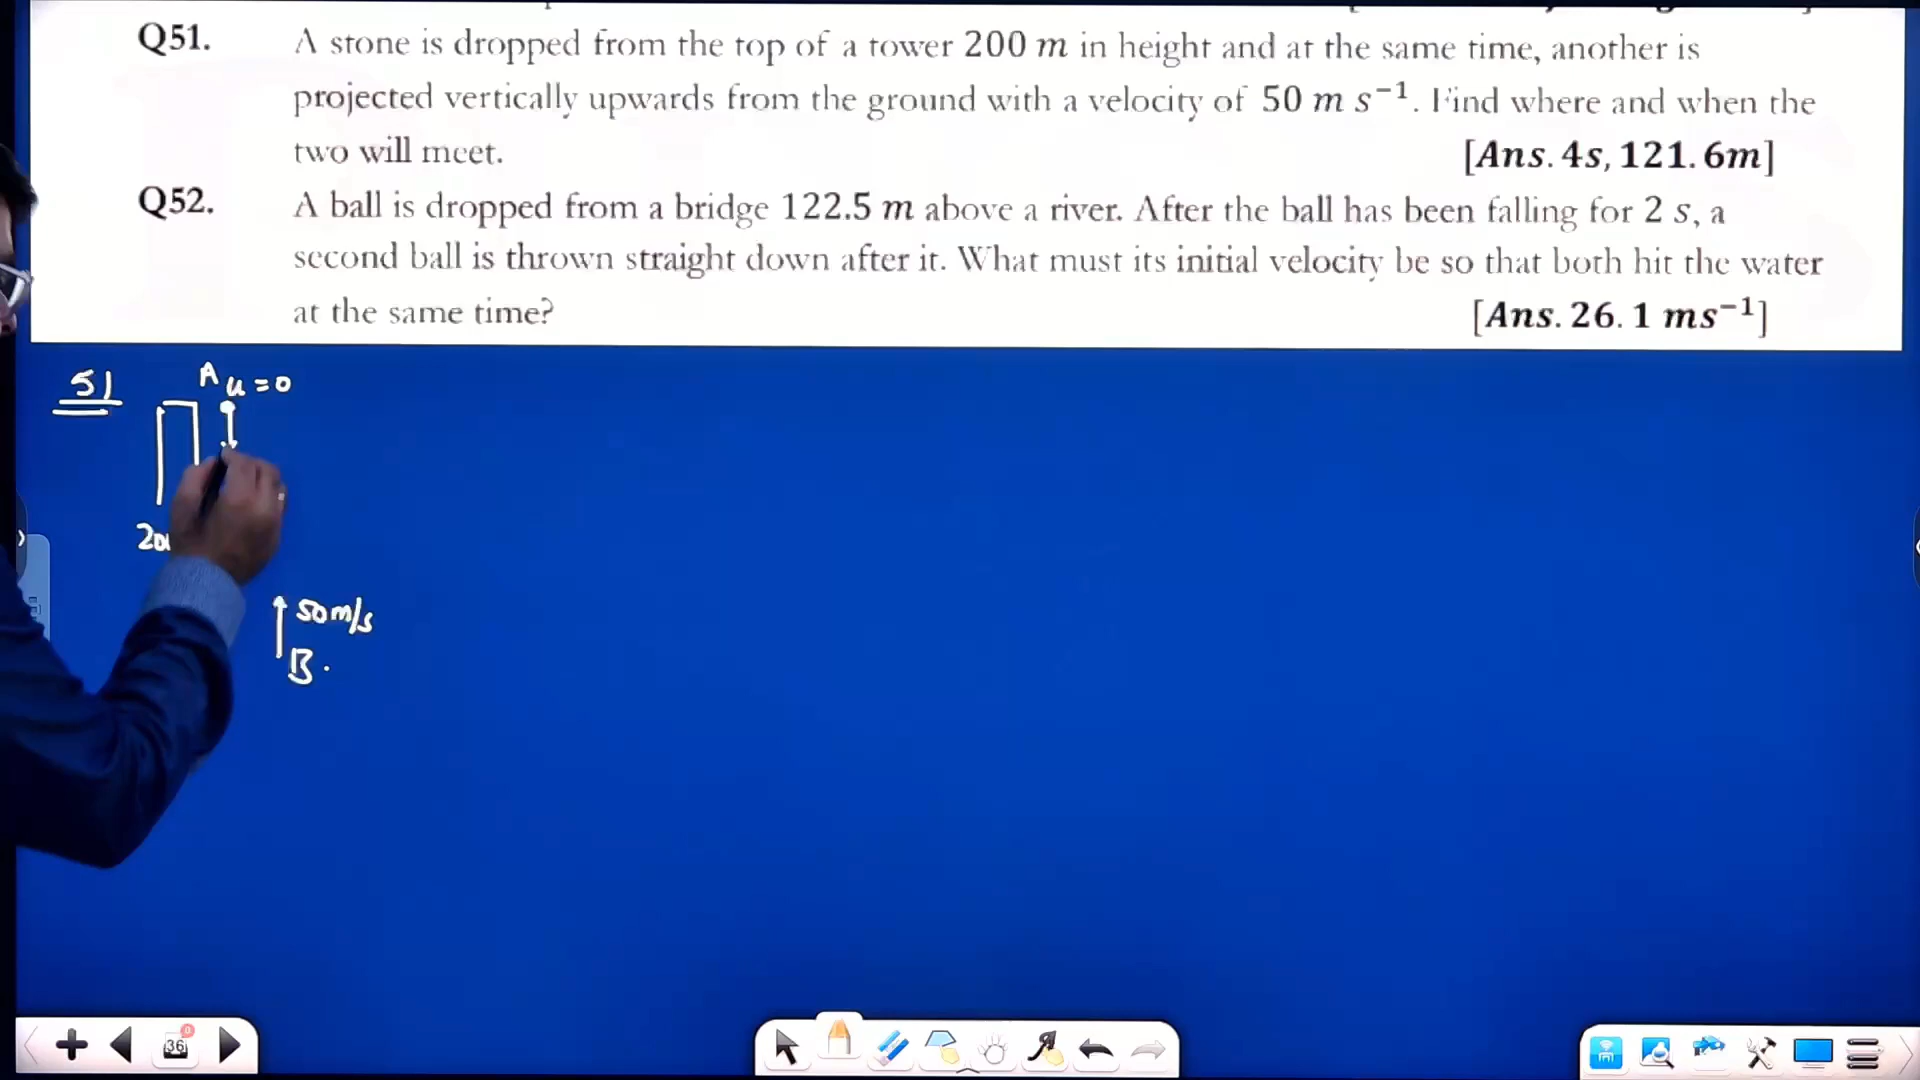 Q51. A stone is dropped from the top of a tower 200 m in height and at the same time, another is
projected vertically upwards from the ground with a velocity of 50 m s⁻¹. Find where and when the
two will meet. [Ans. 4s, 121.6m]
Q52. A ball is dropped from a bridge 122.5 m above a river. After the ball has been falling for 2 s, a
second ball is thrown straight down after it. What must its initial velocity be so that both hit the water
at the same time? [Ans. 26.1 ms⁻¹]
51 A u=0
50m/s
B.
36